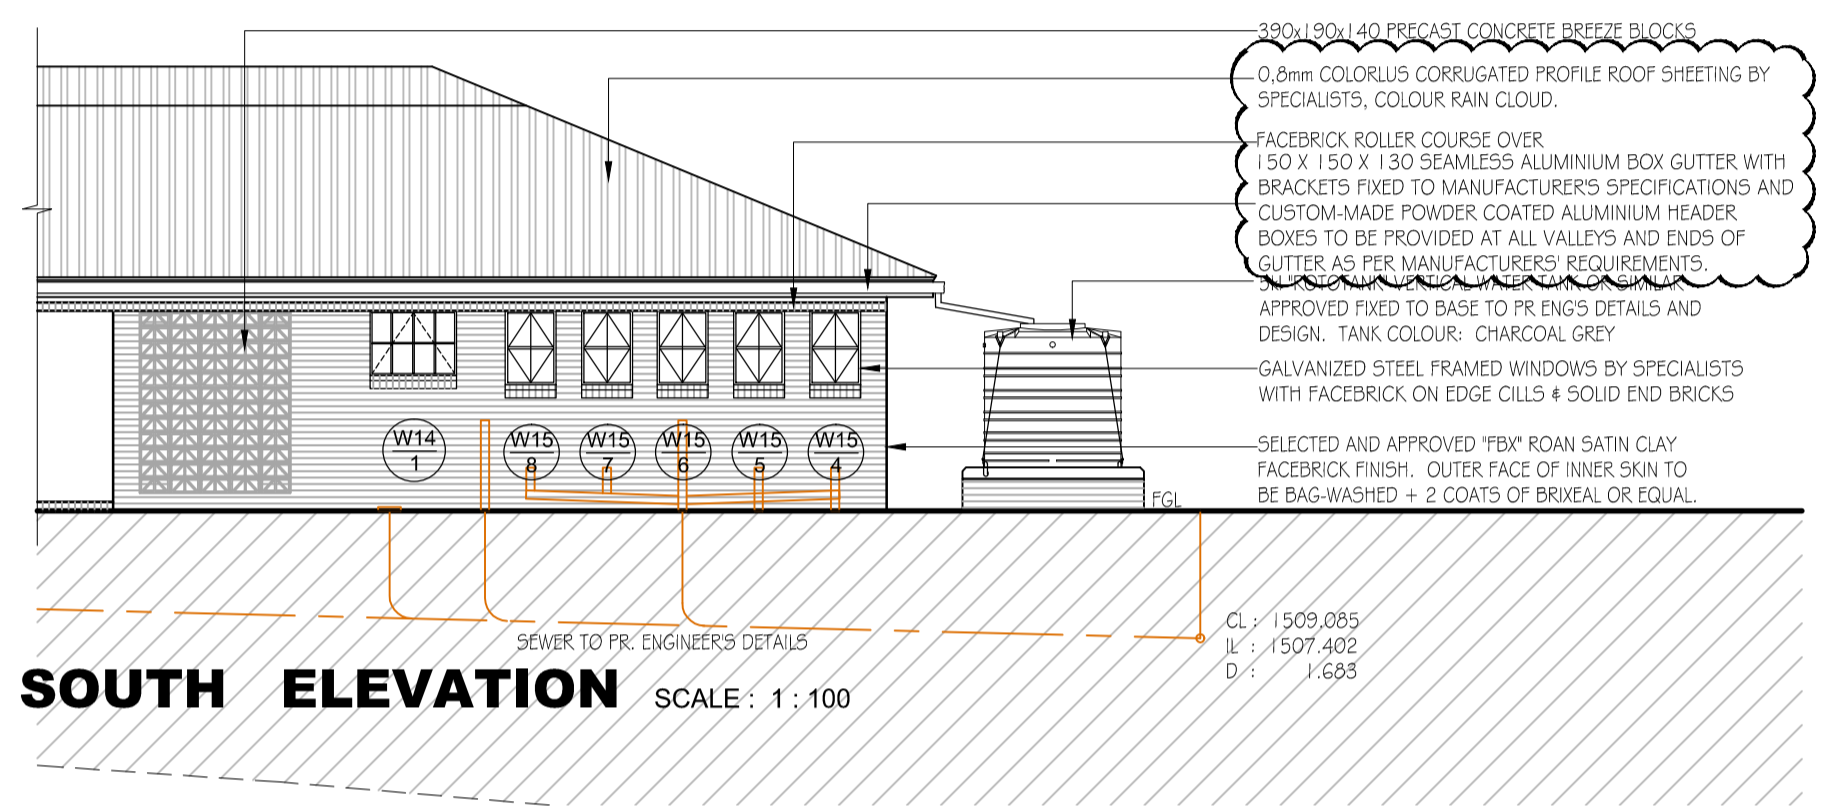 390x190x140 PRECAST CONCRETE BREEZE BLOCKS
0,8mm COLORLUS CORRUGATED PROFILE ROOF SHEETING BY
SPECIALISTS, COLOUR RAIN CLOUD.
FACEBRICK ROLLER COURSE OVER
150 X 150 X 130 SEAMLESS ALUMINIUM BOX GUTTER WITH
BRACKETS FIXED TO MANUFACTURER'S SPECIFICATIONS AND
CUSTOM-MADE POWDER COATED ALUMINIUM HEADER
BOXES TO BE PROVIDED AT ALL VALLEYS AND ENDS OF
GUTTER AS PER MANUFACTURERS' REQUIREMENTS.
VERTICAL WATER TANK OR SIMILAR
APPROVED FIXED TO BASE TO PR ENG'S DETAILS AND
DESIGN. TANK COLOUR: CHARCOAL GREY
GALVANIZED STEEL FRAMED WINDOWS BY SPECIALISTS
WITH FACEBRICK ON EDGE CILLS & SOLID END BRICKS
SELECTED AND APPROVED "FBX" ROAN SATIN CLAY
FACEBRICK FINISH. OUTER FACE OF INNER SKIN TO
BE BAG-WASHED + 2 COATS OF BRIXEAL OR EQUAL.
W14
1
W15
8
W15
7
W15
6
W15
5
W15
4
FGL
CL : 1509.085
IL : 1507.402
D : 1.683
SEWER TO PR. ENGINEER'S DETAILS
SOUTH ELEVATION SCALE : 1 : 100